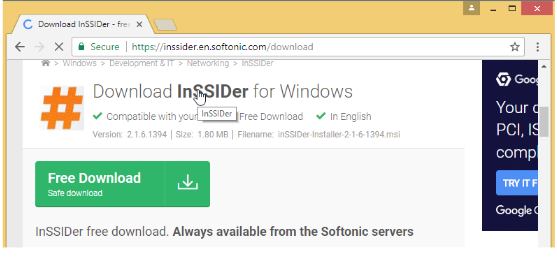 Download InSSIDer - free
Secure https://inssider.en.softonic.com/download
> Windows > Development & IT > Networking > InSSIDer
Download InSSIDer for Windows
Compatible with your Free Download In English
InSSIDer
Version: 2.1.6.1394 | Size: 1.80 MB | Filename: inSSIDer-Installer-2-1-6-1394.msi
Free Download
Safe download
InSSIDer free download. Always available from the Softonic servers
Goog
Your
PCI, IS
compl
TRY IT F
Google C